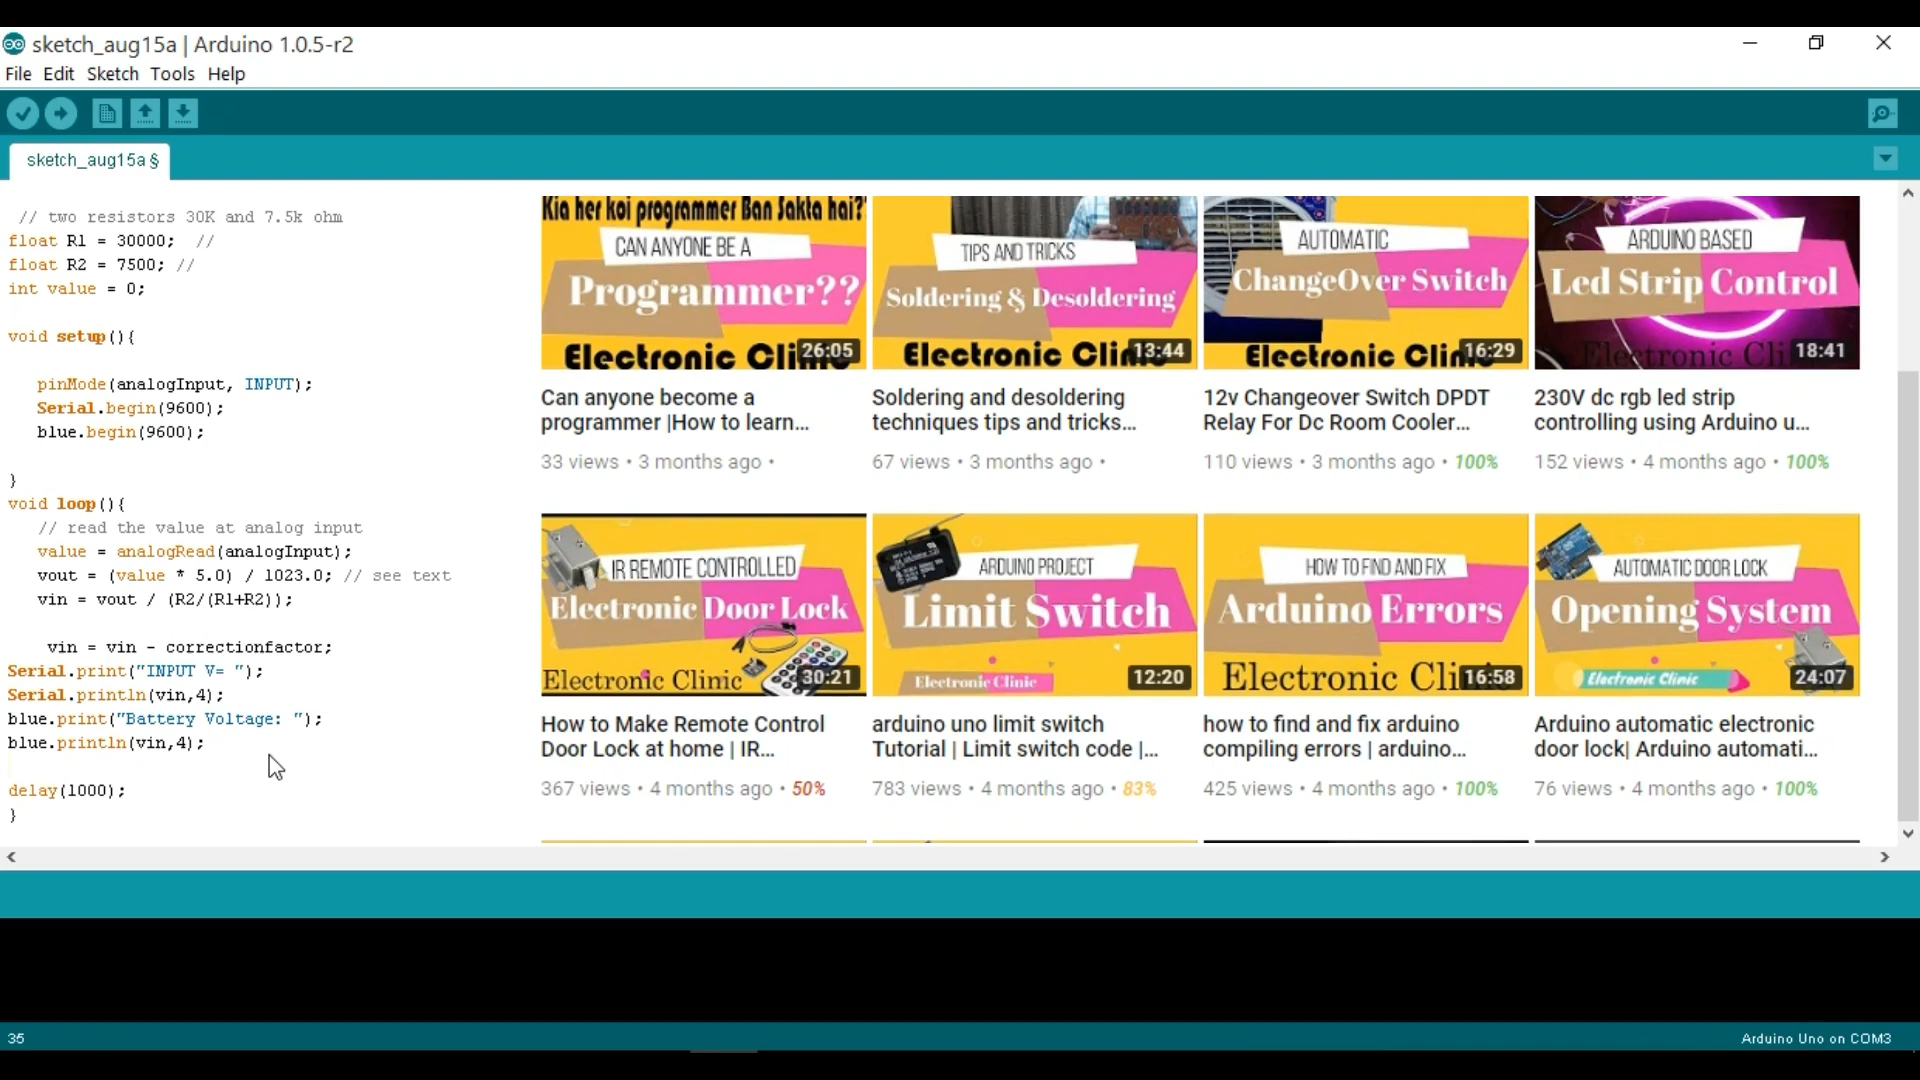 sketch_aug15a | Arduino 1.0.5-r2
File Edit Sketch Tools Help
sketch_aug15a §
// two resistors 30K and 7.5k ohm
float R1 = 30000;  //
float R2 = 7500; //
int value = 0;
void setup(){
pinMode(analogInput, INPUT);
Serial.begin(9600);
blue.begin(9600);
}
void loop(){
// read the value at analog input
value = analogRead(analogInput);
vout = (value * 5.0) / 1023.0; // see text
vin = vout / (R2/(R1+R2));
vin = vin - correctionfactor;
Serial.print("INPUT V= ");
Serial.println(vin,4);
blue.print("Battery Voltage: ");
blue.println(vin,4);
delay(1000);
}
Kia her koi programmer Ban Sakta hai??
CAN ANYONE BE A
Programmer??
Electronic Cli
26:05
Can anyone become a
programmer |How to learn...
33 views • 3 months ago •
TIPS AND TRICKS
Soldering & Desoldering
Electronic Clin
13:44
Soldering and desoldering
techniques tips and tricks...
67 views • 3 months ago •
AUTOMATIC
ChangeOver Switch
Electronic Cli
16:29
12v Changeover Switch DPDT
Relay For Dc Room Cooler...
110 views • 3 months ago • 100%
ARDUINO BASED
Led Strip Control
Electronic Cli
18:41
230V dc rgb led strip
controlling using Arduino u...
152 views • 4 months ago • 100%
IR REMOTE CONTROLLED
Electronic Door Lock
Electronic Clinic
30:21
How to Make Remote Control
Door Lock at home | IR...
367 views • 4 months ago • 50%
ARDUINO PROJECT
Limit Switch
Electronic Clinic
12:20
arduino uno limit switch
Tutorial | Limit switch code |...
783 views • 4 months ago • 83%
HOW TO FIND AND FIX
Arduino Errors
Electronic Cli
16:58
how to find and fix arduino
compiling errors | arduino...
425 views • 4 months ago • 100%
AUTOMATIC DOOR LOCK
Opening System
Electronic Clinic
24:07
Arduino automatic electronic
door lock| Arduino automati...
76 views • 4 months ago • 100%
35
Arduino Uno on COM3